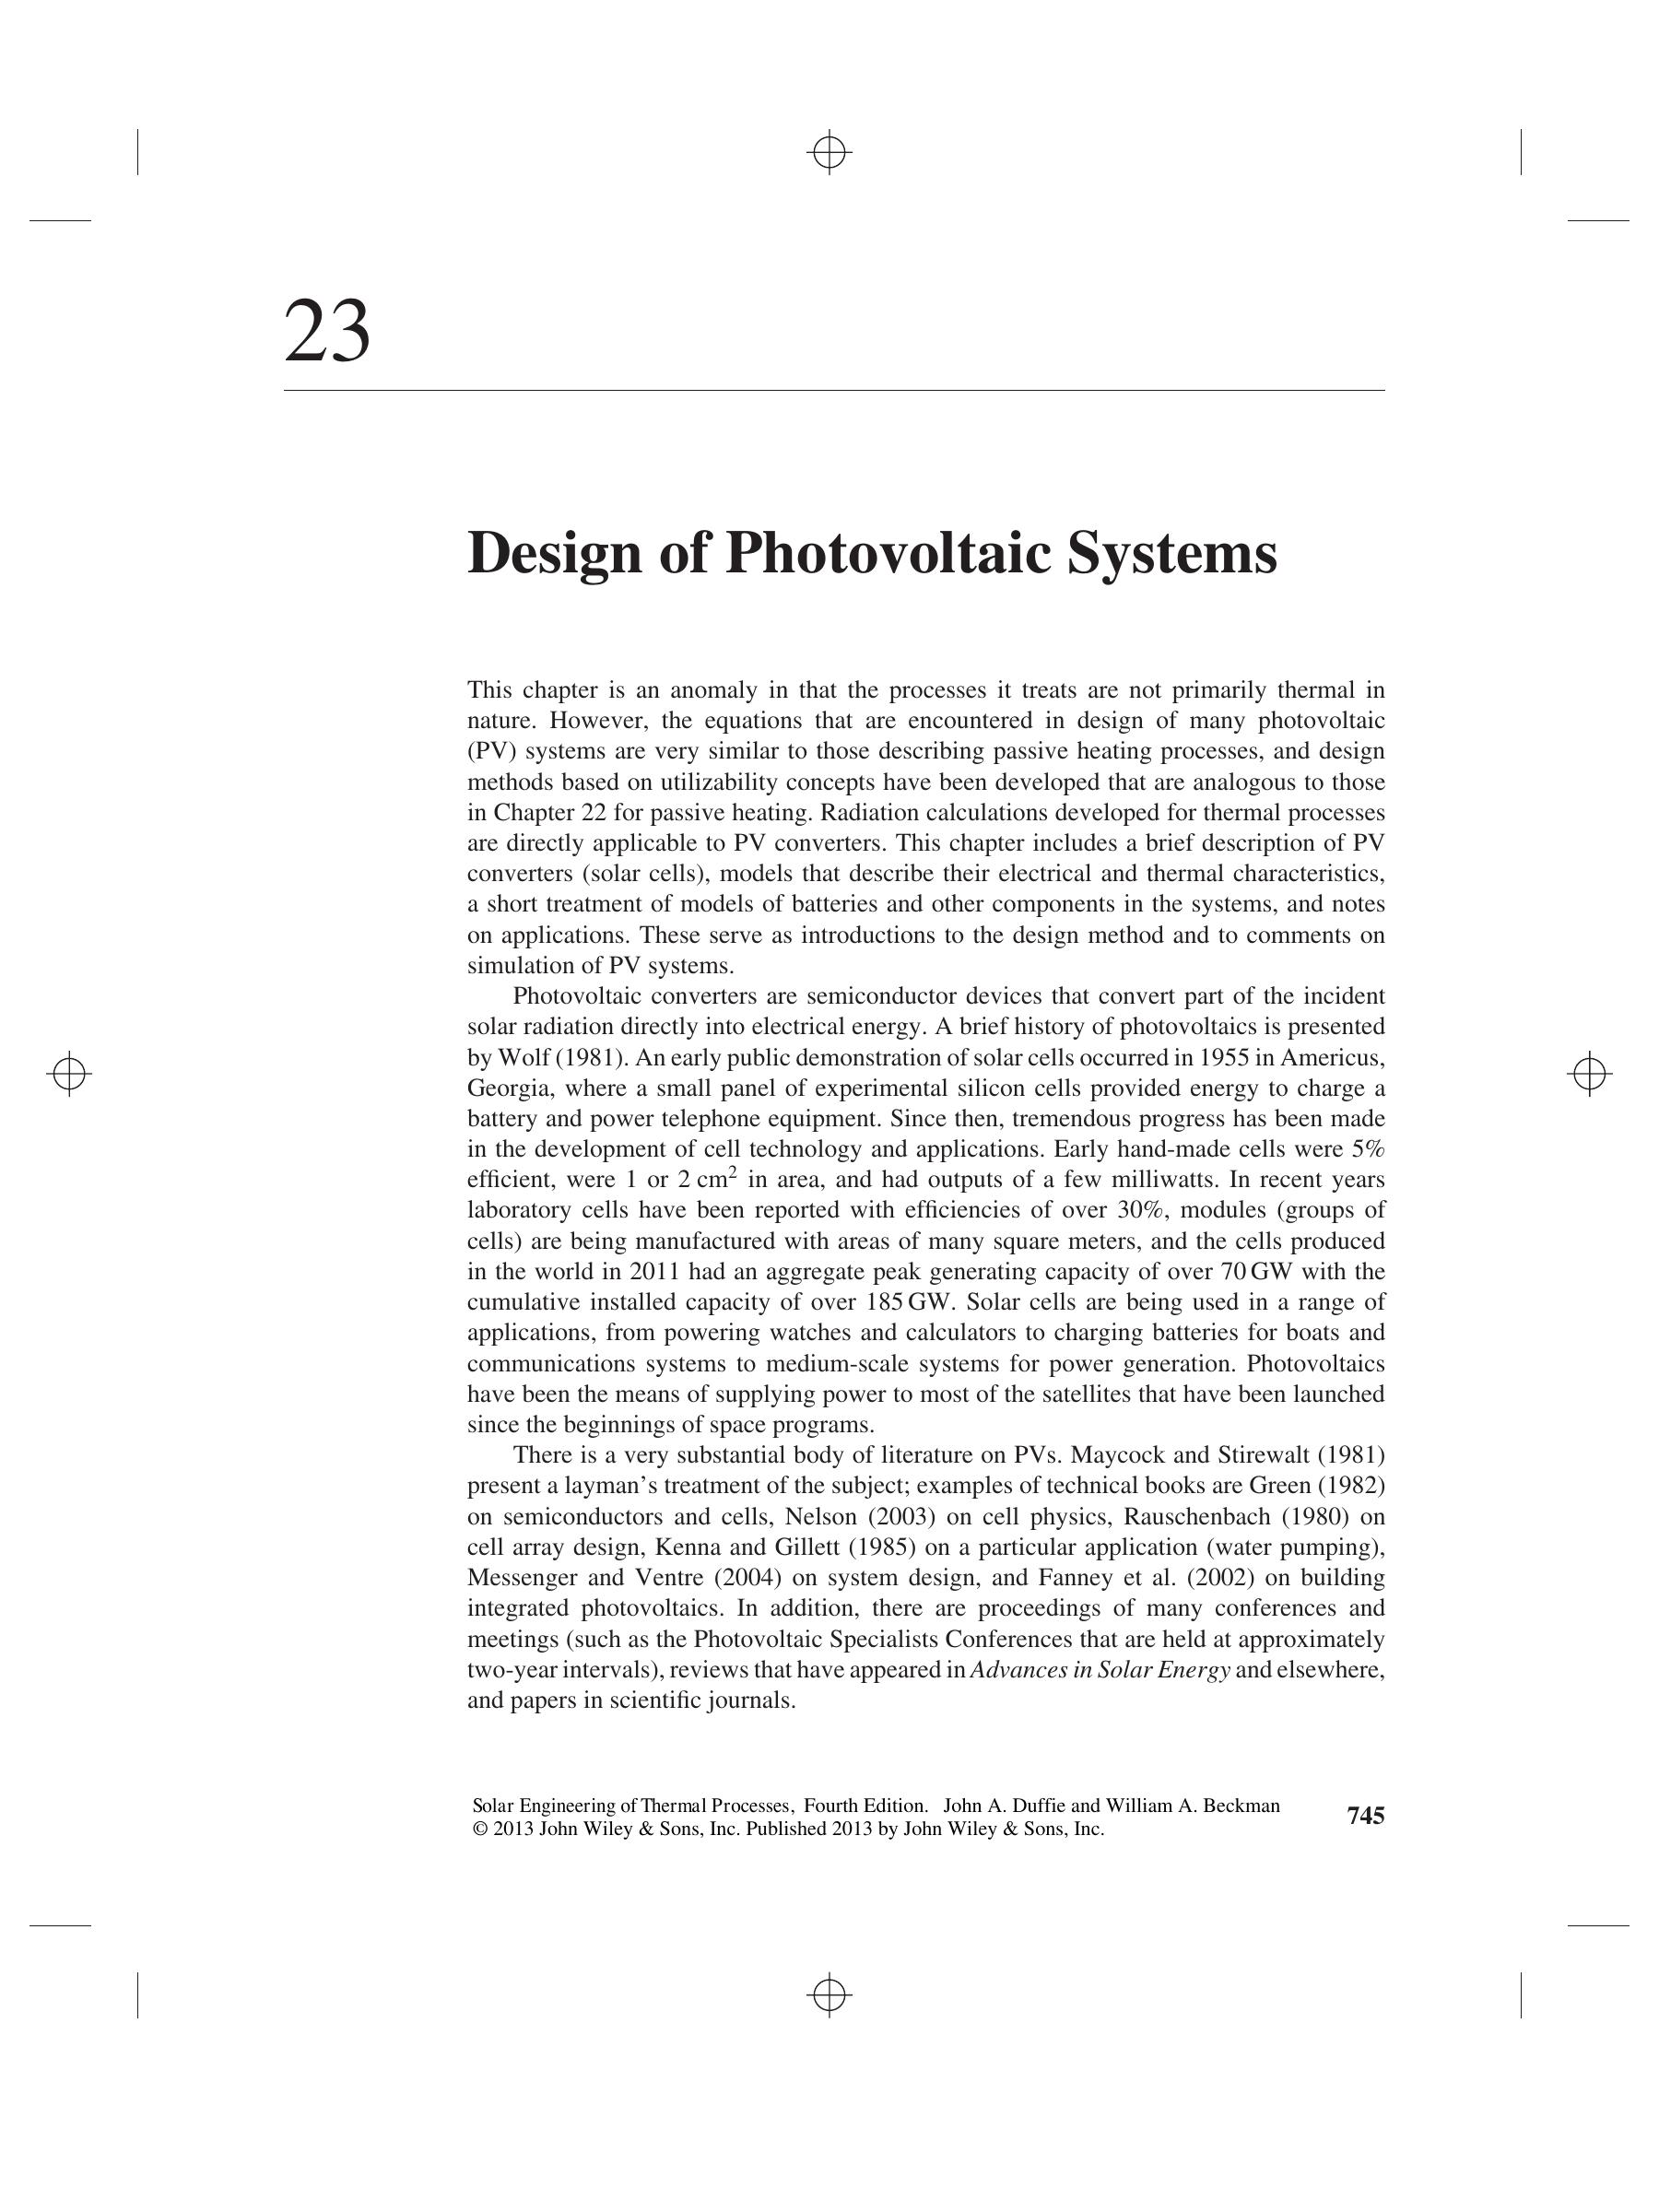 23
Design of Photovoltaic Systems
This chapter is an anomaly in that the processes it treats are not primarily thermal in
nature. However, the equations that are encountered in design of many photovoltaic
(PV) systems are very similar to those describing passive heating processes, and design
methods based on utilizability concepts have been developed that are analogous to those
in Chapter 22 for passive heating. Radiation calculations developed for thermal processes
are directly applicable to PV converters. This chapter includes a brief description of PV
converters (solar cells), models that describe their electrical and thermal characteristics,
a short treatment of models of batteries and other components in the systems, and notes
on applications. These serve as introductions to the design method and to comments on
simulation of PV systems.
Photovoltaic converters are semiconductor devices that convert part of the incident
solar radiation directly into electrical energy. A brief history of photovoltaics is presented
by Wolf (1981). An early public demonstration of solar cells occurred in 1955 in Americus,
Georgia, where a small panel of experimental silicon cells provided energy to charge a
battery and power telephone equipment. Since then, tremendous progress has been made
in the development of cell technology and applications. Early hand-made cells were 5%
efficient, were 1 or 2 cm² in area, and had outputs of a few milliwatts. In recent years
laboratory cells have been reported with efficiencies of over 30%, modules (groups of
cells) are being manufactured with areas of many square meters, and the cells produced
in the world in 2011 had an aggregate peak generating capacity of over 70 GW with the
cumulative installed capacity of over 185 GW. Solar cells are being used in a range of
applications, from powering watches and calculators to charging batteries for boats and
communications systems to medium-scale systems for power generation. Photovoltaics
have been the means of supplying power to most of the satellites that have been launched
since the beginnings of space programs.
There is a very substantial body of literature on PVs. Maycock and Stirewalt (1981)
present a layman's treatment of the subject; examples of technical books are Green (1982)
on semiconductors and cells, Nelson (2003) on cell physics, Rauschenbach (1980) on
cell array design, Kenna and Gillett (1985) on a particular application (water pumping),
Messenger and Ventre (2004) on system design, and Fanney et al. (2002) on building
integrated photovoltaics. In addition, there are proceedings of many conferences and
meetings (such as the Photovoltaic Specialists Conferences that are held at approximately
two-year intervals), reviews that have appeared in Advances in Solar Energy and elsewhere,
and papers in scientific journals.
Solar Engineering of Thermal Processes, Fourth Edition. John A. Duffie and William A. Beckman
© 2013 John Wiley & Sons, Inc. Published 2013 by John Wiley & Sons, Inc.
745